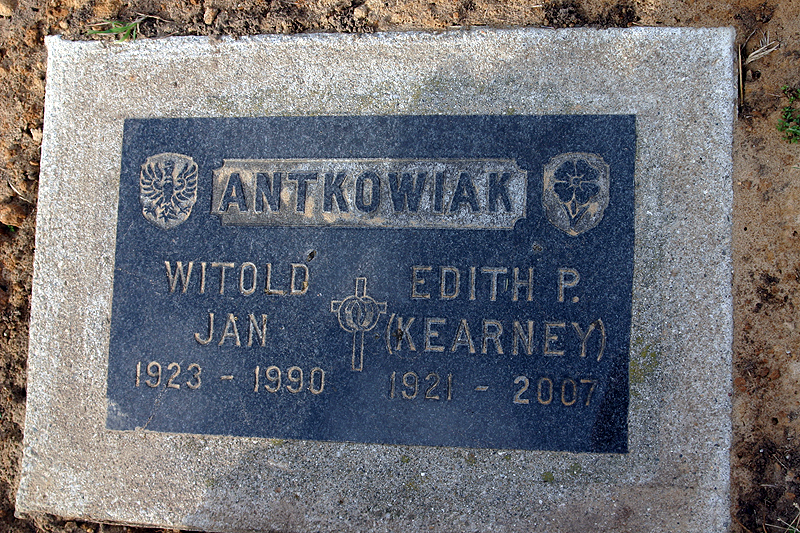 ANTKOWIAK
WITOLD
JAN
1923 - 1990
EDITH P.
(KEARNEY)
1921 - 2007